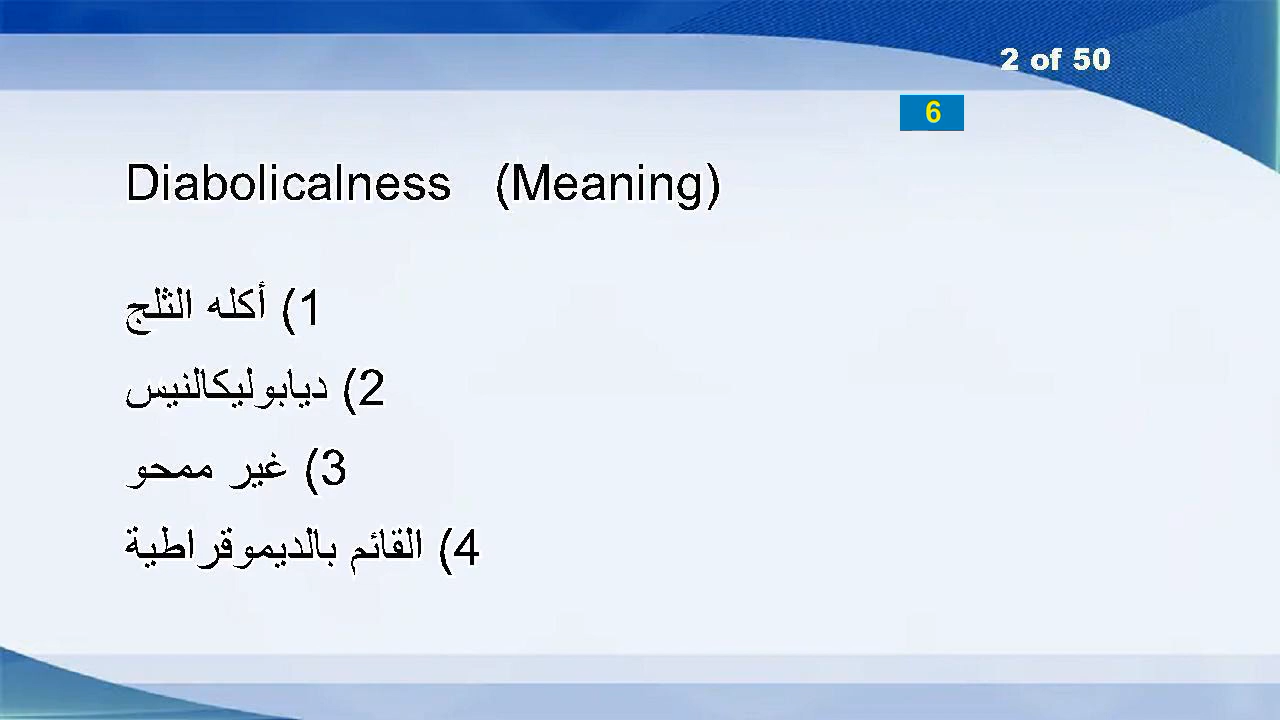 2 of 50
6
Diabolicalness (Meaning)
1) أكله الثلج
2) ديابوليكالنيس
3) غير ممحو
4) القائم بالديموقراطية